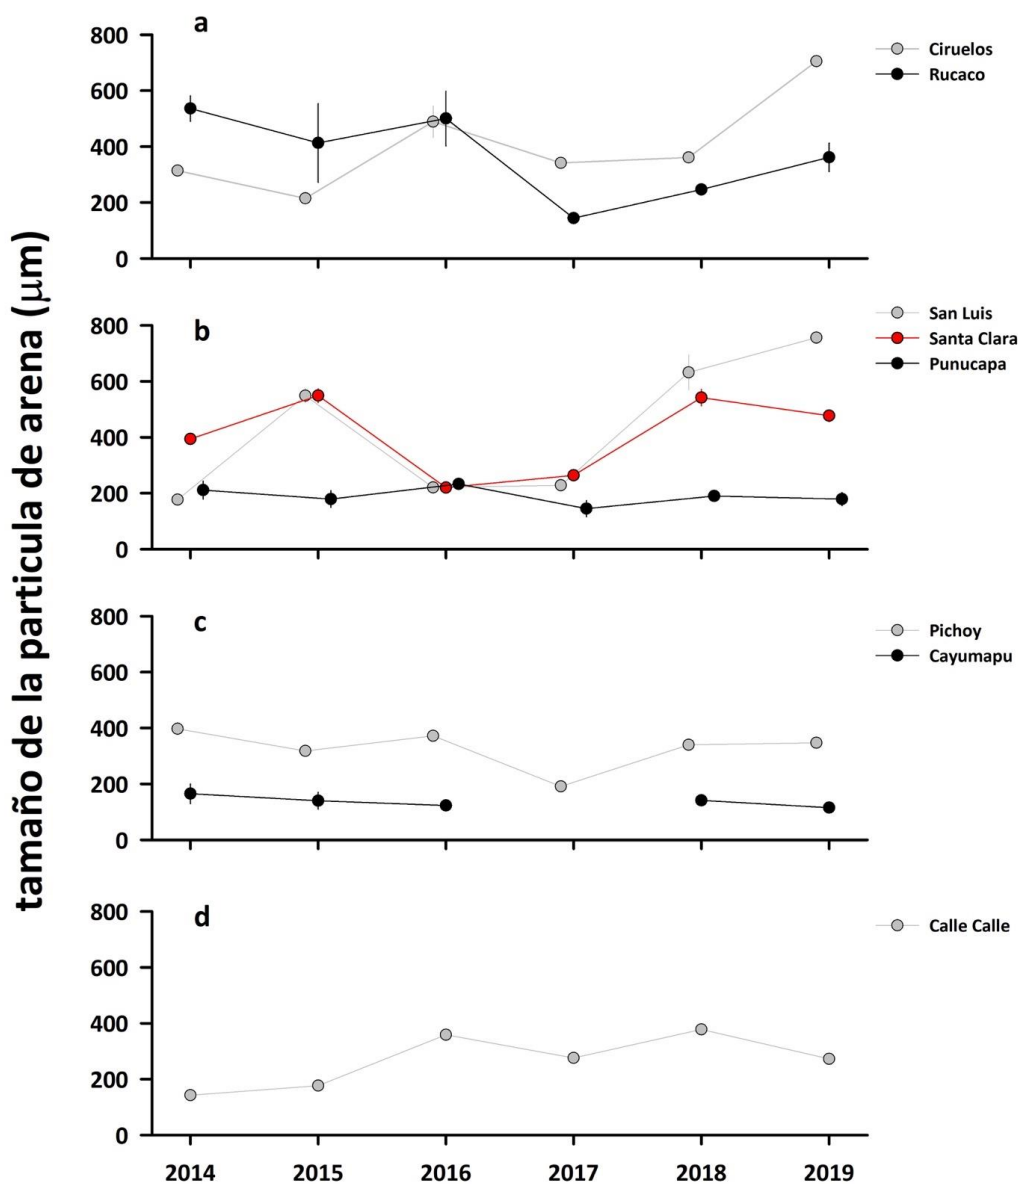 tamaño de la particula de arena (μm)
a
800
600
400
200
0
Ciruelos
Rucaco
b
800
600
400
200
0
San Luis
Santa Clara
Punucapa
c
800
600
400
200
0
Pichoy
Cayumapu
d
800
600
400
200
0
Calle Calle
2014 2015 2016 2017 2018 2019